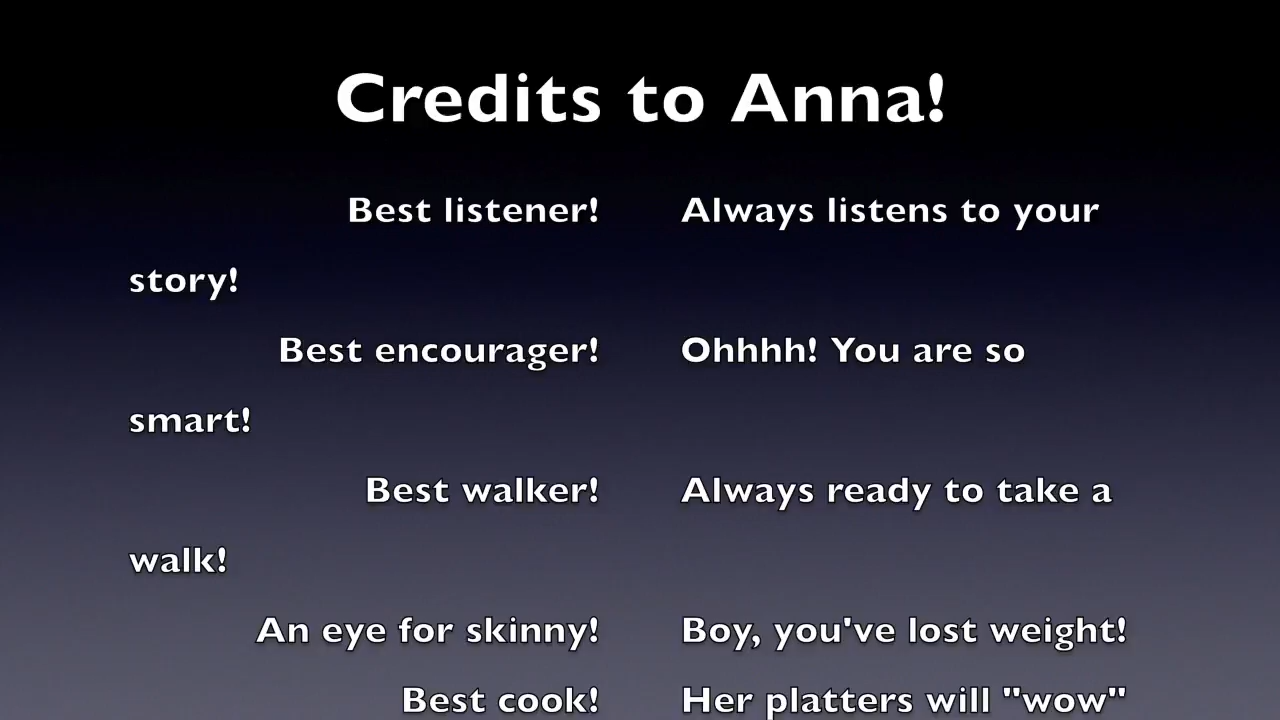 Credits to Anna!
Best listener! Always listens to your
story!
Best encourager! Ohhhh! You are so
smart!
Best walker! Always ready to take a
walk!
An eye for skinny! Boy, you've lost weight!
Best cook! Her platters will "wow"